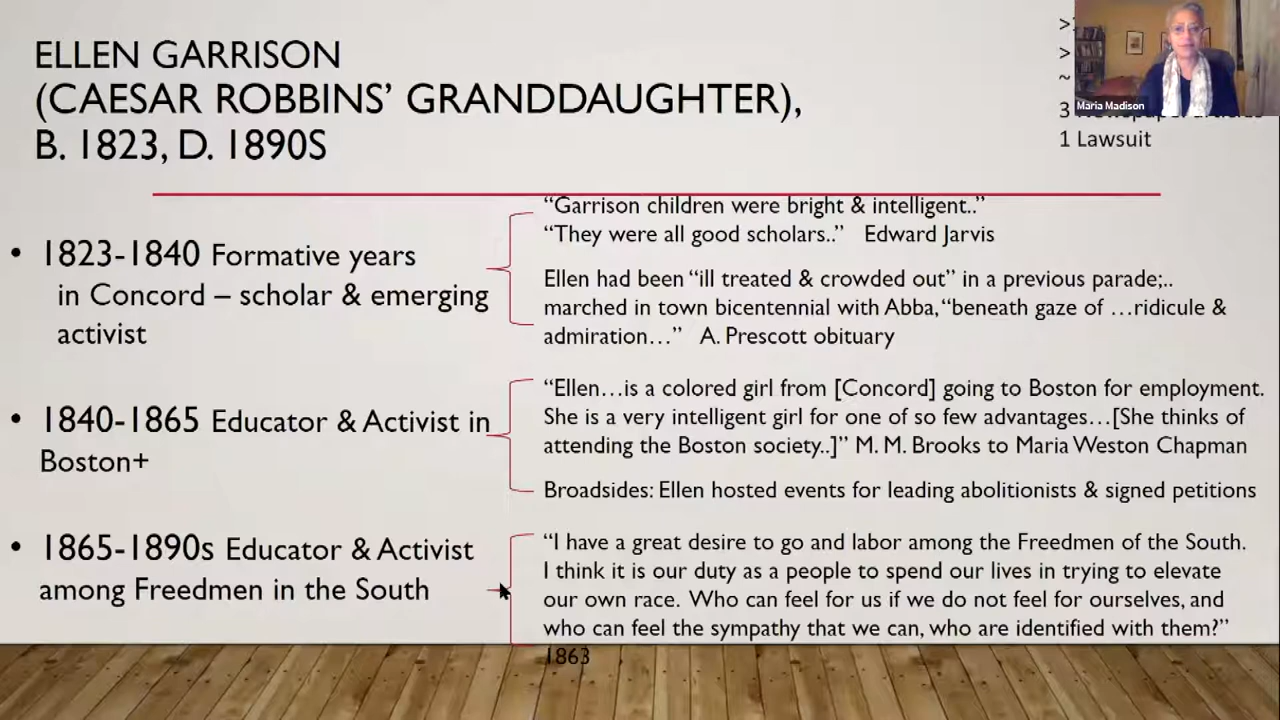 ELLEN GARRISON
(CAESAR ROBBINS’ GRANDDAUGHTER),
B. 1823, D. 1890S
>
>
~
3
1 Lawsuit
Maria Madison
• 1823-1840 Formative years
in Concord – scholar & emerging
activist
“Garrison children were bright & intelligent..”
“They were all good scholars..” Edward Jarvis
Ellen had been “ill treated & crowded out” in a previous parade;..
marched in town bicentennial with Abba, “beneath gaze of …ridicule &
admiration…” A. Prescott obituary
• 1840-1865 Educator & Activist in
Boston+
“Ellen…is a colored girl from [Concord] going to Boston for employment.
She is a very intelligent girl for one of so few advantages…[She thinks of
attending the Boston society..]” M. M. Brooks to Maria Weston Chapman
Broadsides: Ellen hosted events for leading abolitionists & signed petitions
• 1865-1890s Educator & Activist
among Freedmen in the South
“I have a great desire to go and labor among the Freedmen of the South.
I think it is our duty as a people to spend our lives in trying to elevate
our own race. Who can feel for us if we do not feel for ourselves, and
who can feel the sympathy that we can, who are identified with them?”
1863